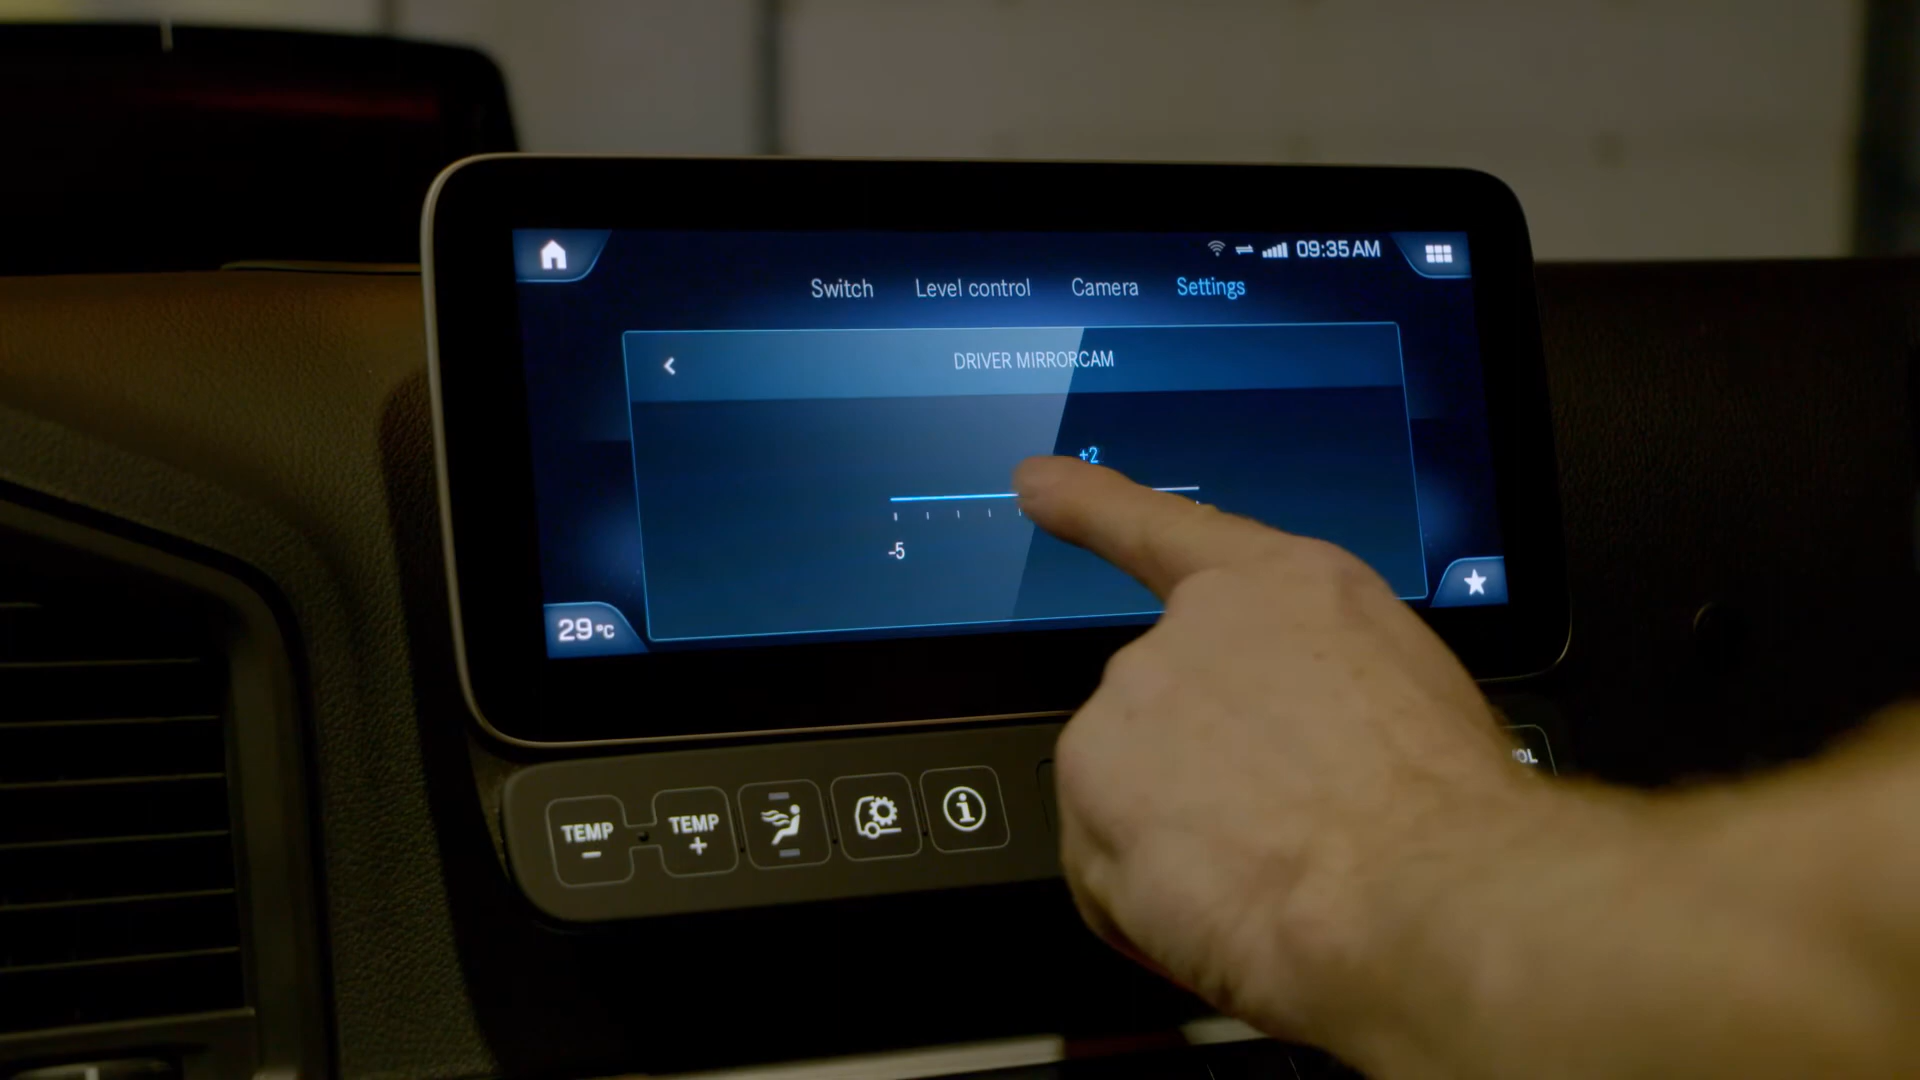 09:35 AM
Switch Level control Camera Settings
DRIVER MIRRORCAM
+2
-5
29°C
TEMP
-
TEMP
+